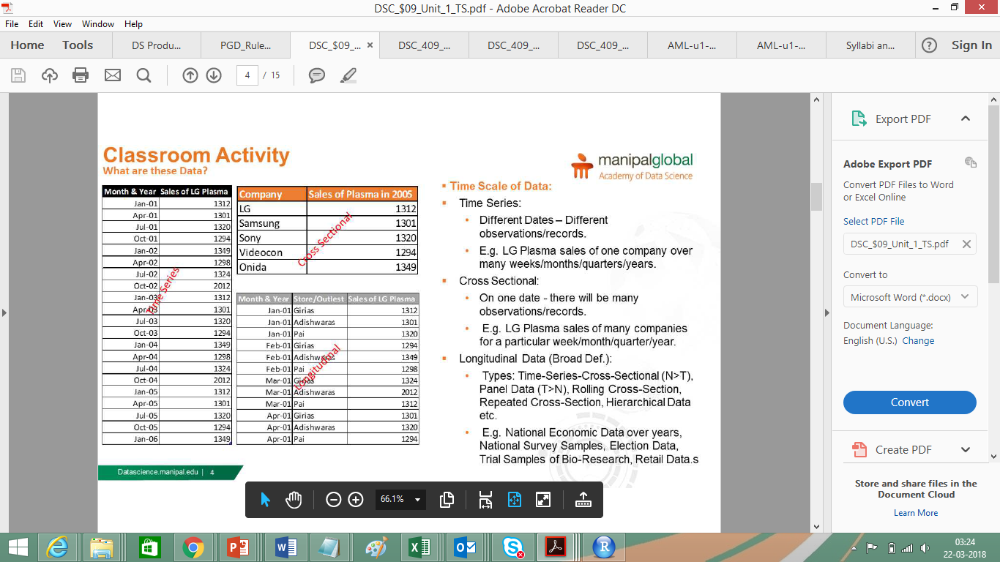 DSC_$09_Unit_1_TS.pdf - Adobe Acrobat Reader DC
File Edit View Window Help
Home Tools DS Produ... PGD_Rule... DSC_$09_... × DSC_409_... DSC_409_... DSC_409_... AML-u1-... AML-u1-... Syllabi an... ? Sign In
4 / 15
Classroom Activity
What are these Data?
manipalglobal
Academy of Data Science
Month & Year Sales of LG Plasma
Jan-01 1312
Apr-01 1301
Jul-01 1320
Oct-01 1294
Jan-02 1349
Apr-02 1298
Jul-02 1324
Oct-02 2012
Jan-03 1312
Apr-03 1301
Jul-03 1320
Oct-03 1294
Jan-04 1349
Apr-04 1298
Jul-04 1324
Oct-04 2012
Jan-05 1312
Apr-05 1301
Jul-05 1320
Oct-05 1294
Jan-06 1349
Time Series
Company Sales of Plasma in 2005
LG 1312
Samsung 1301
Sony 1320
Videocon 1294
Onida 1349
Cross Sectional
Month & Year Store/Outlest Sales of LG Plasma
Jan-01 Girias 1312
Jan-01 Adishwaras 1301
Jan-01 Pai 1320
Feb-01 Girias 1294
Feb-01 Adishwaras 1349
Feb-01 Pai 1298
Mar-01 Girias 1324
Mar-01 Adishwaras 2012
Mar-01 Pai 1312
Apr-01 Girias 1301
Apr-01 Adishwaras 1320
Apr-01 Pai 1294
Longitudinal
▪ Time Scale of Data:
▪ Time Series:
• Different Dates – Different
observations/records.
• E.g. LG Plasma sales of one company over
many weeks/months/quarters/years.
▪ Cross Sectional:
• On one date - there will be many
observations/records.
• E.g. LG Plasma sales of many companies
for a particular week/month/quarter/year.
▪ Longitudinal Data (Broad Def.):
• Types: Time-Series-Cross-Sectional (N>T),
Panel Data (T>N), Rolling Cross-Section,
Repeated Cross-Section, Hierarchical Data
etc.
• E.g. National Economic Data over years,
National Survey Samples, Election Data,
Trial Samples of Bio-Research, Retail Data.s
Datascience.manipal.edu | 4
66.1%
Export PDF
Adobe Export PDF
Convert PDF Files to Word
or Excel Online
Select PDF File
DSC_$09_Unit_1_TS.pdf
Convert to
Microsoft Word (*.docx)
Document Language:
English (U.S.) Change
Convert
Create PDF
Store and share files in the
Document Cloud
Learn More
03:24
22-03-2018